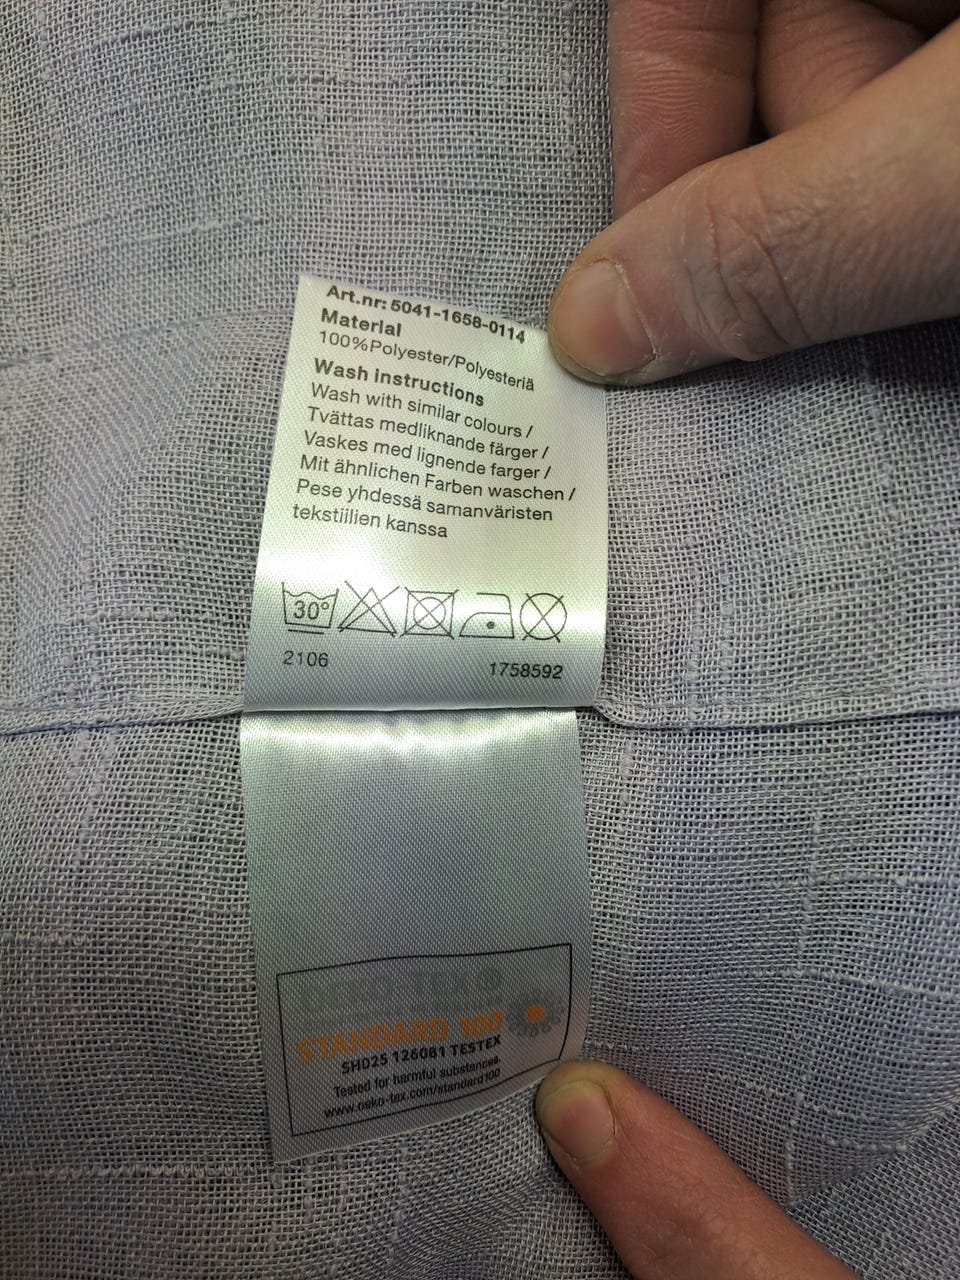 Art.nr: 5041-1658-0114
Material
100%Polyester/Polyesteriä
Wash instructions
Wash with similar colours /
Tvättas medliknande färger /
Vaskes med lignende farger /
Mit ähnlichen Farben waschen /
Pese yhdessä samanväristen
tekstiilien kanssa
30°
2106 1758592
OEKO-TEX®
STANDARD 100
SH025 126081 TESTEX
Tested for harmful substances.
www.oeko-tex.com/standard100